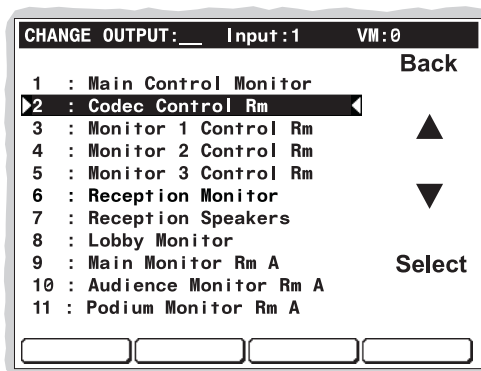 CHANGE OUTPUT:__ Input:1 VM:0
Back
1 : Main Control Monitor
2 : Codec Control Rm
3 : Monitor 1 Control Rm
4 : Monitor 2 Control Rm
5 : Monitor 3 Control Rm
6 : Reception Monitor
7 : Reception Speakers
8 : Lobby Monitor
9 : Main Monitor Rm A
Select
10 : Audience Monitor Rm A
11 : Podium Monitor Rm A